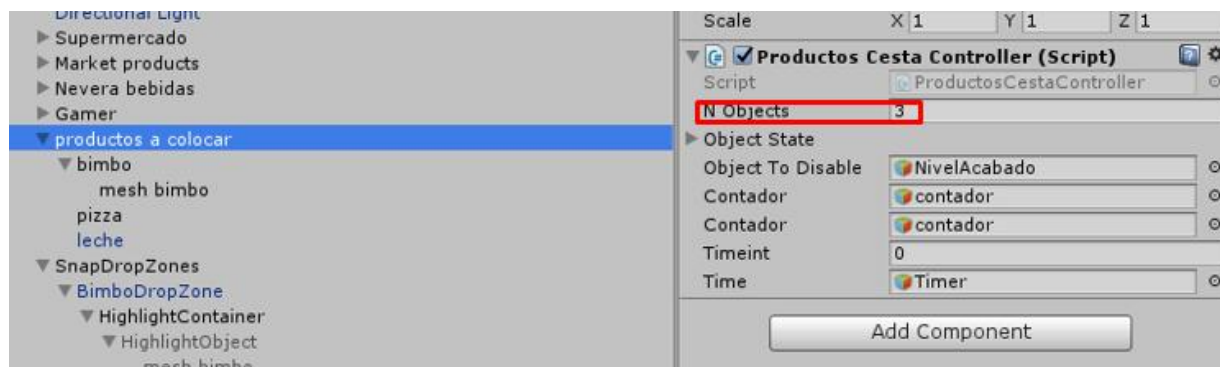 Directional Light
Supermercado
Market products
Nevera bebidas
Gamer
productos a colocar
bimbo
mesh bimbo
pizza
leche
SnapDropZones
BimboDropZone
HighlightContainer
HighlightObject
mesh bimbo
Scale X 1 Y 1 Z 1
Productos Cesta Controller (Script)
Script ProductosCestaController
N Objects 3
Object State
Object To Disable NivelAcabado
Contador contador
Contador contador
Timeint 0
Time Timer
Add Component